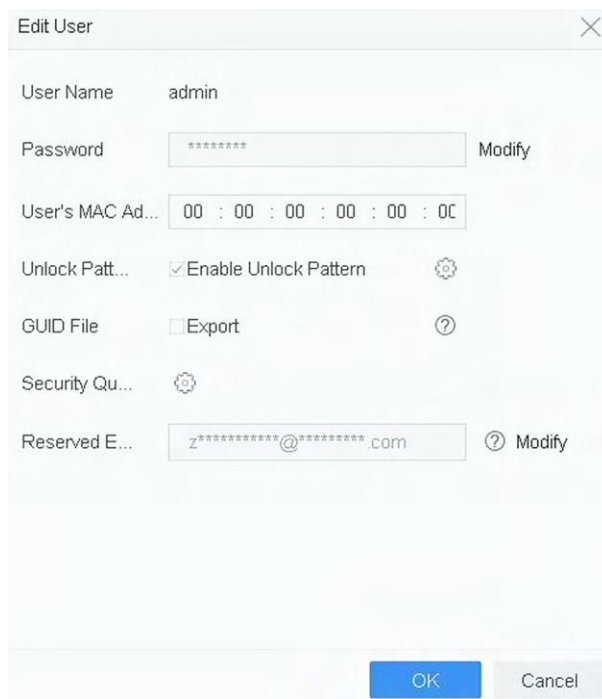 Edit User
User Name admin
Password ******** Modify
User's MAC Ad... 00 : 00 : 00 : 00 : 00 : 0
Unlock Patt... Enable Unlock Pattern
GUID File Export ?
Security Qu...
Reserved E... z***********@*********.com ? Modify
OK Cancel